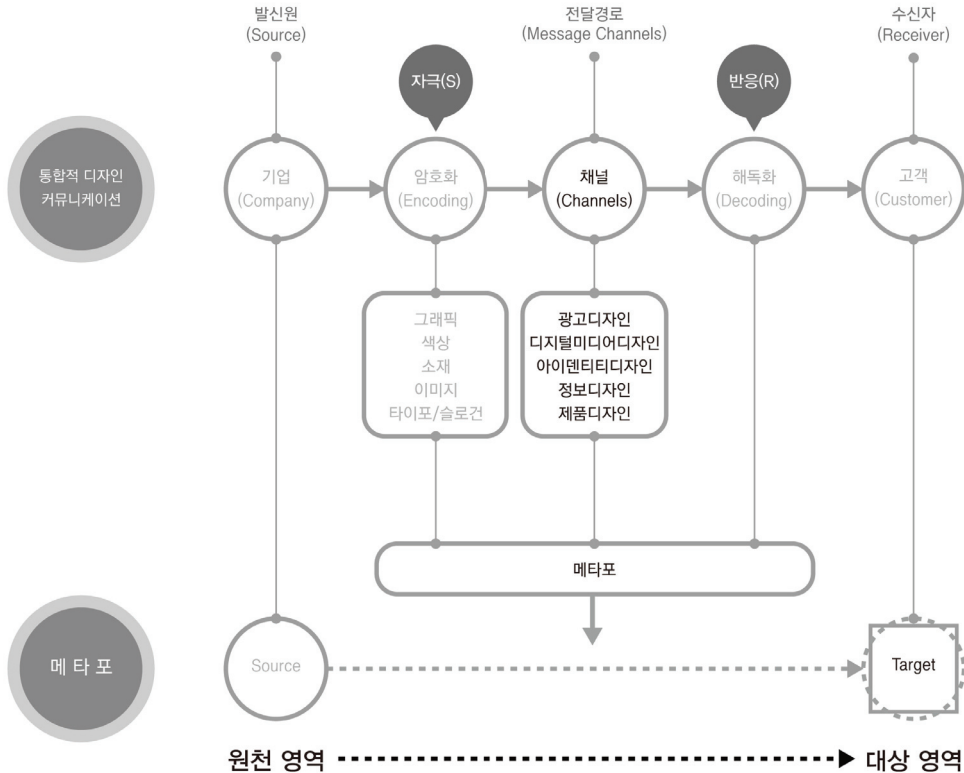 발신원
(Source)
전달경로
(Message Channels)
수신자
(Receiver)
자극(S)
반응(R)
통합적 디자인
커뮤니케이션
기업
(Company)
암호화
(Encoding)
채널
(Channels)
해독화
(Decoding)
고객
(Customer)
그래픽
색상
소재
이미지
타이포/슬로건
광고디자인
디지털미디어디자인
아이덴티티디자인
정보디자인
제품디자인
메타포
메 타 포
Source
Target
원천 영역
대상 영역